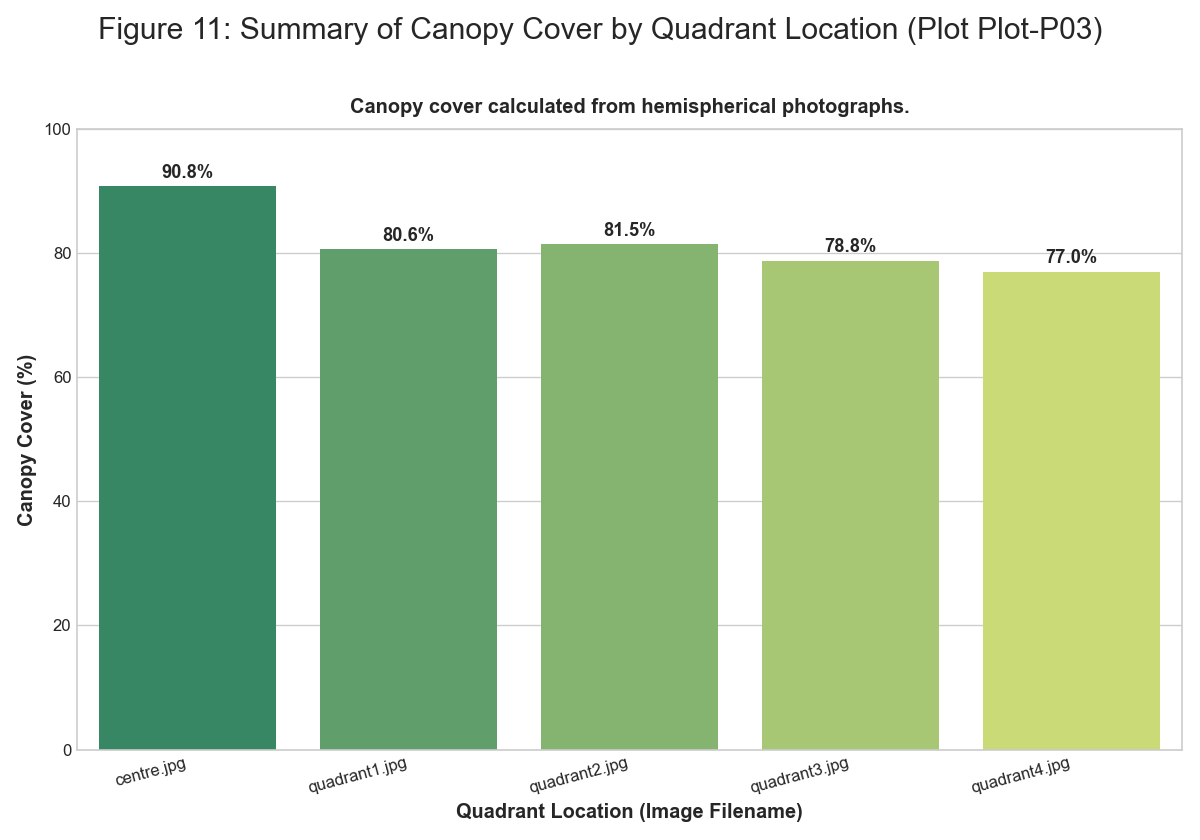 Figure 11: Summary of Canopy Cover by Quadrant Location (Plot Plot-P03)
Canopy cover calculated from hemispherical photographs.
100
80
60
40
20
0
Canopy Cover (%)
90.8%
80.6%
81.5%
78.8%
77.0%
centre.jpg
quadrant1.jpg
quadrant2.jpg
quadrant3.jpg
quadrant4.jpg
Quadrant Location (Image Filename)